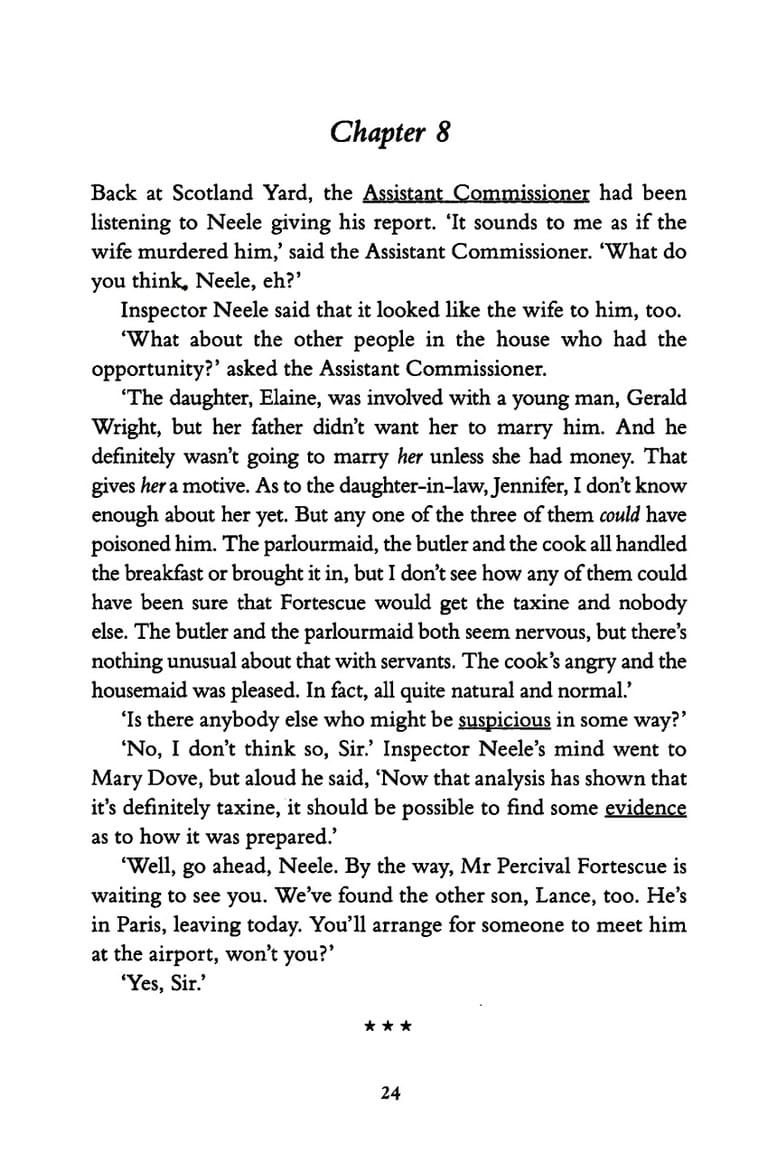 Chapter 8
Back at Scotland Yard, the Assistant Commissioner had been
listening to Neele giving his report. ‘It sounds to me as if the
wife murdered him,’ said the Assistant Commissioner. ‘What do
you think, Neele, eh?’
Inspector Neele said that it looked like the wife to him, too.
‘What about the other people in the house who had the
opportunity?’ asked the Assistant Commissioner.
‘The daughter, Elaine, was involved with a young man, Gerald
Wright, but her father didn’t want her to marry him. And he
definitely wasn’t going to marry her unless she had money. That
gives her a motive. As to the daughter-in-law, Jennifer, I don’t know
enough about her yet. But any one of the three of them could have
poisoned him. The parlourmaid, the butler and the cook all handled
the breakfast or brought it in, but I don’t see how any of them could
have been sure that Fortescue would get the taxine and nobody
else. The butler and the parlourmaid both seem nervous, but there’s
nothing unusual about that with servants. The cook’s angry and the
housemaid was pleased. In fact, all quite natural and normal.’
‘Is there anybody else who might be suspicious in some way?’
‘No, I don’t think so, Sir.’ Inspector Neele’s mind went to
Mary Dove, but aloud he said, ‘Now that analysis has shown that
it’s definitely taxine, it should be possible to find some evidence
as to how it was prepared.’
‘Well, go ahead, Neele. By the way, Mr Percival Fortescue is
waiting to see you. We’ve found the other son, Lance, too. He’s
in Paris, leaving today. You’ll arrange for someone to meet him
at the airport, won’t you?’
‘Yes, Sir.’
★ ★ ★
24